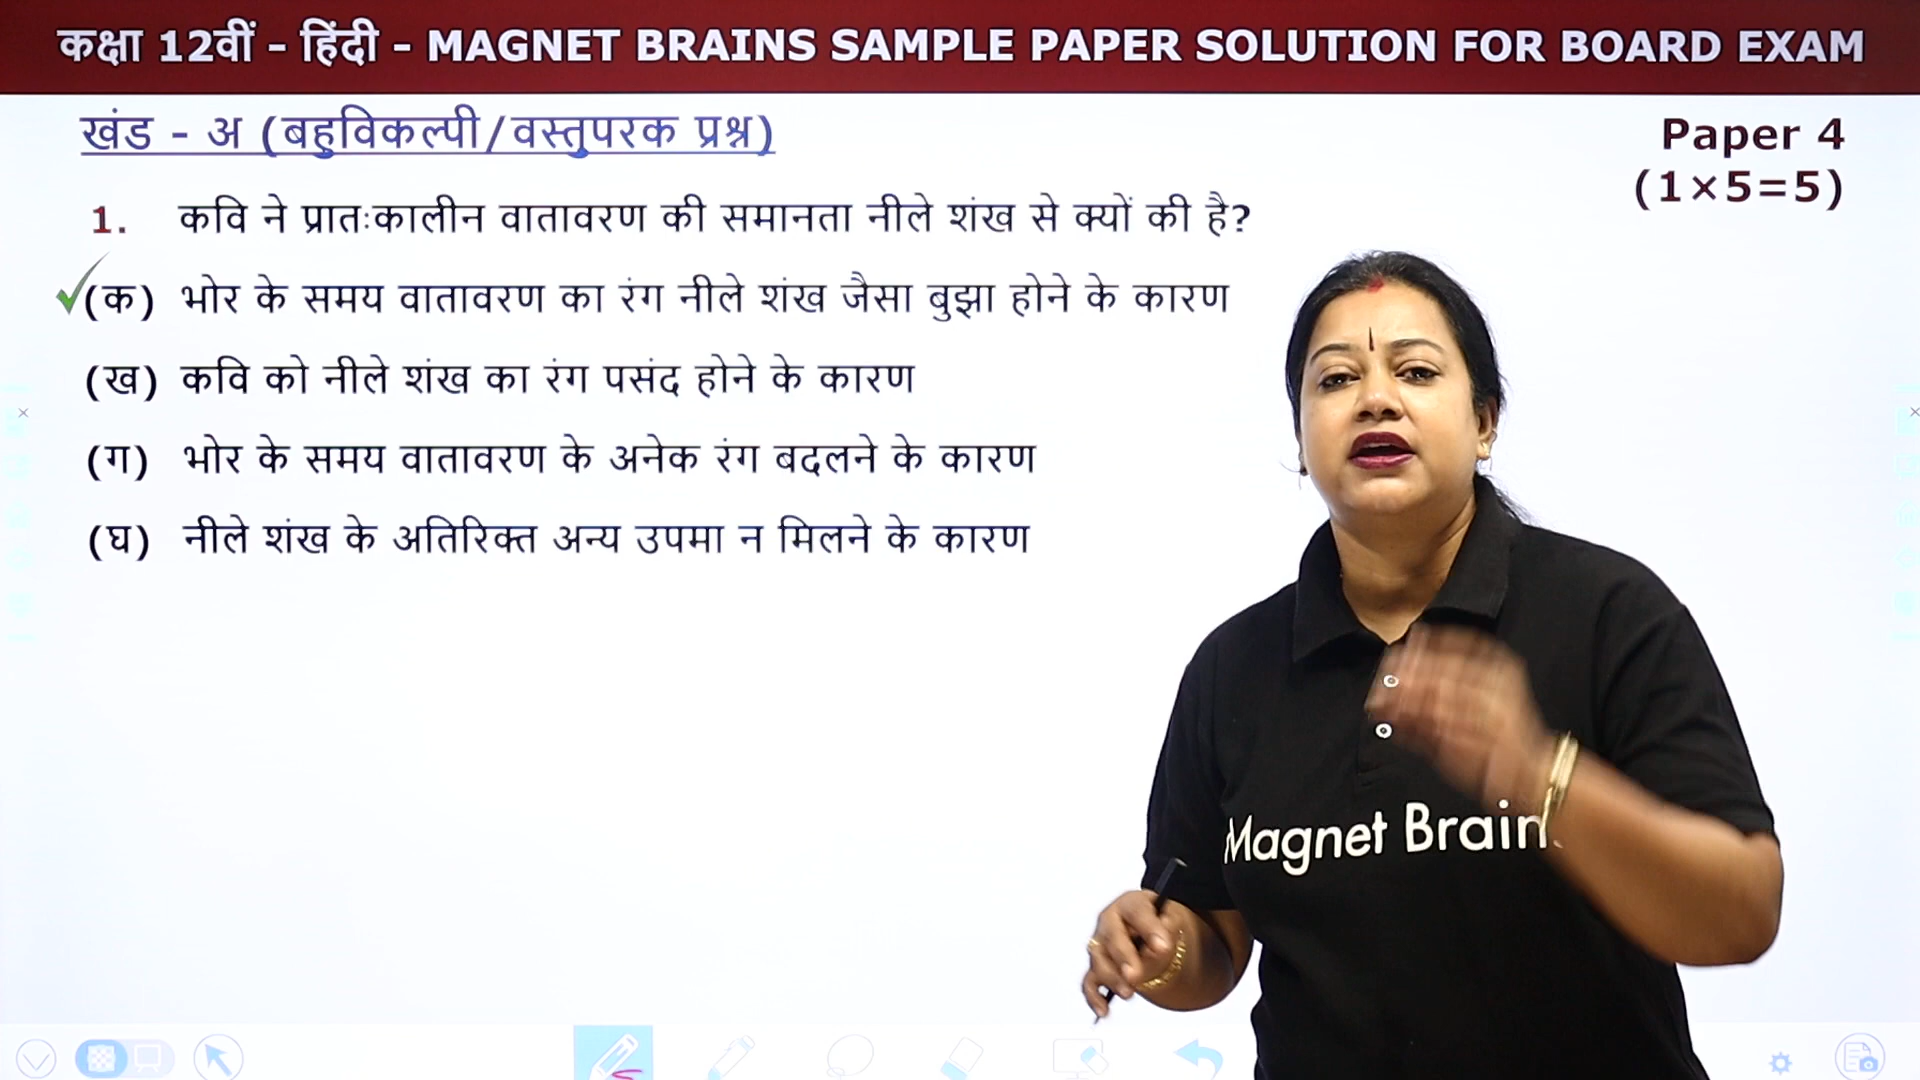 कक्षा 12वीं - हिंदी - MAGNET BRAINS SAMPLE PAPER SOLUTION FOR BOARD EXAM
खंड - अ (बहुविकल्पी/वस्तुपरक प्रश्न)
Paper 4
(1×5=5)
1. कवि ने प्रातःकालीन वातावरण की समानता नीले शंख से क्यों की है?
(क) भोर के समय वातावरण का रंग नीले शंख जैसा बुझा होने के कारण
(ख) कवि को नीले शंख का रंग पसंद होने के कारण
(ग) भोर के समय वातावरण के अनेक रंग बदलने के कारण
(घ) नीले शंख के अतिरिक्त अन्य उपमा न मिलने के कारण
Magnet Brain